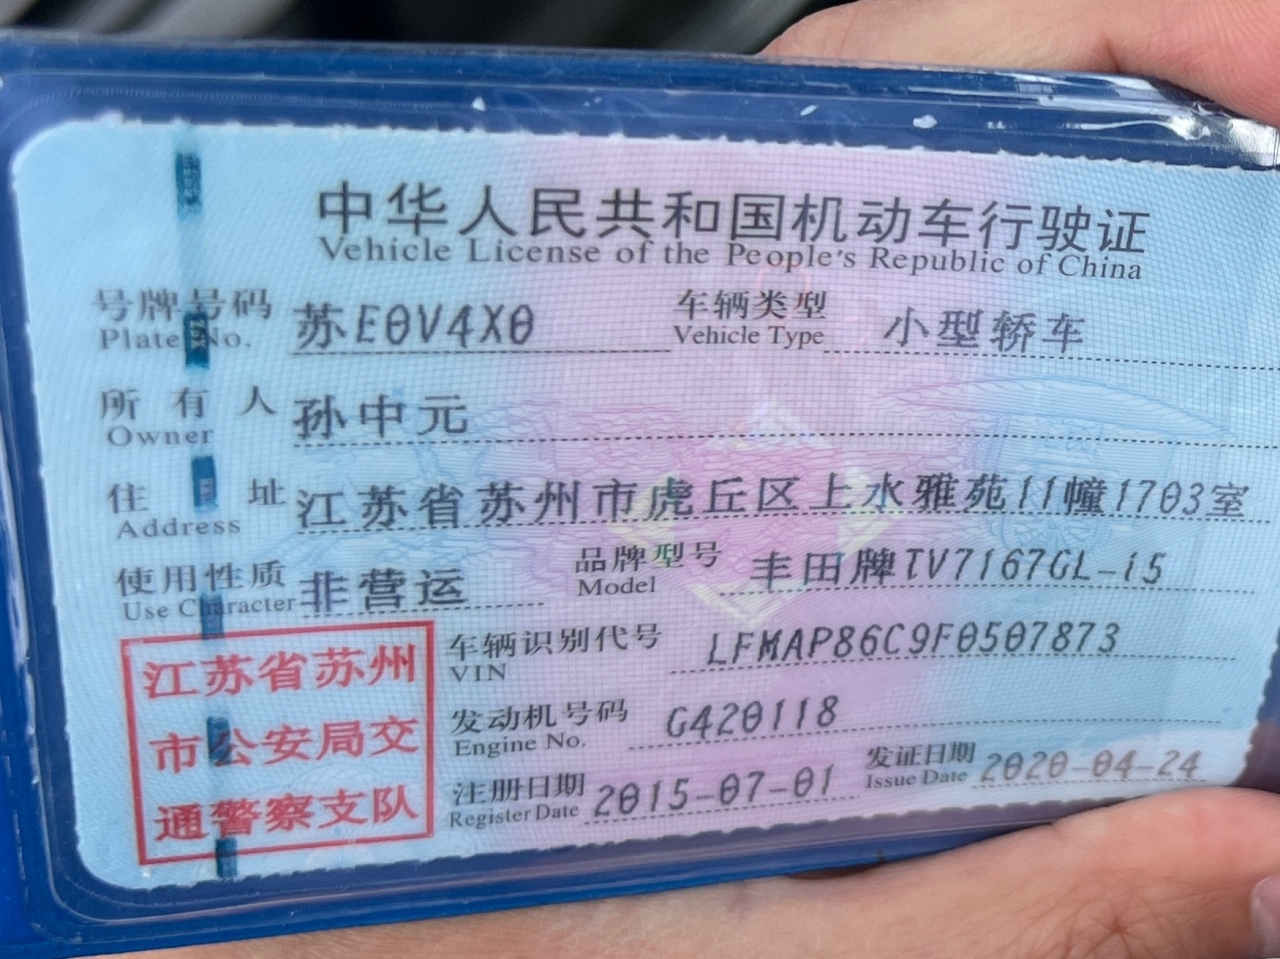 中华人民共和国机动车行驶证
Vehicle License of the People's Republic of China
号牌号码 苏E0V4X0 车辆类型 小型轿车
Plate No. Vehicle Type
所有人 孙中元
Owner
住址 江苏省苏州市虎丘区上水雅苑11幢1703室
Address
使用性质 非营运 品牌型号 丰田牌TV7167GL-i5
Use Character Model
江苏省苏州
市公安局交
通警察支队
车辆识别代号 LFMAP86C9F0507873
VIN
发动机号码 G420118
Engine No.
注册日期 2015-07-01 发证日期 2020-04-24
Register Date Issue Date